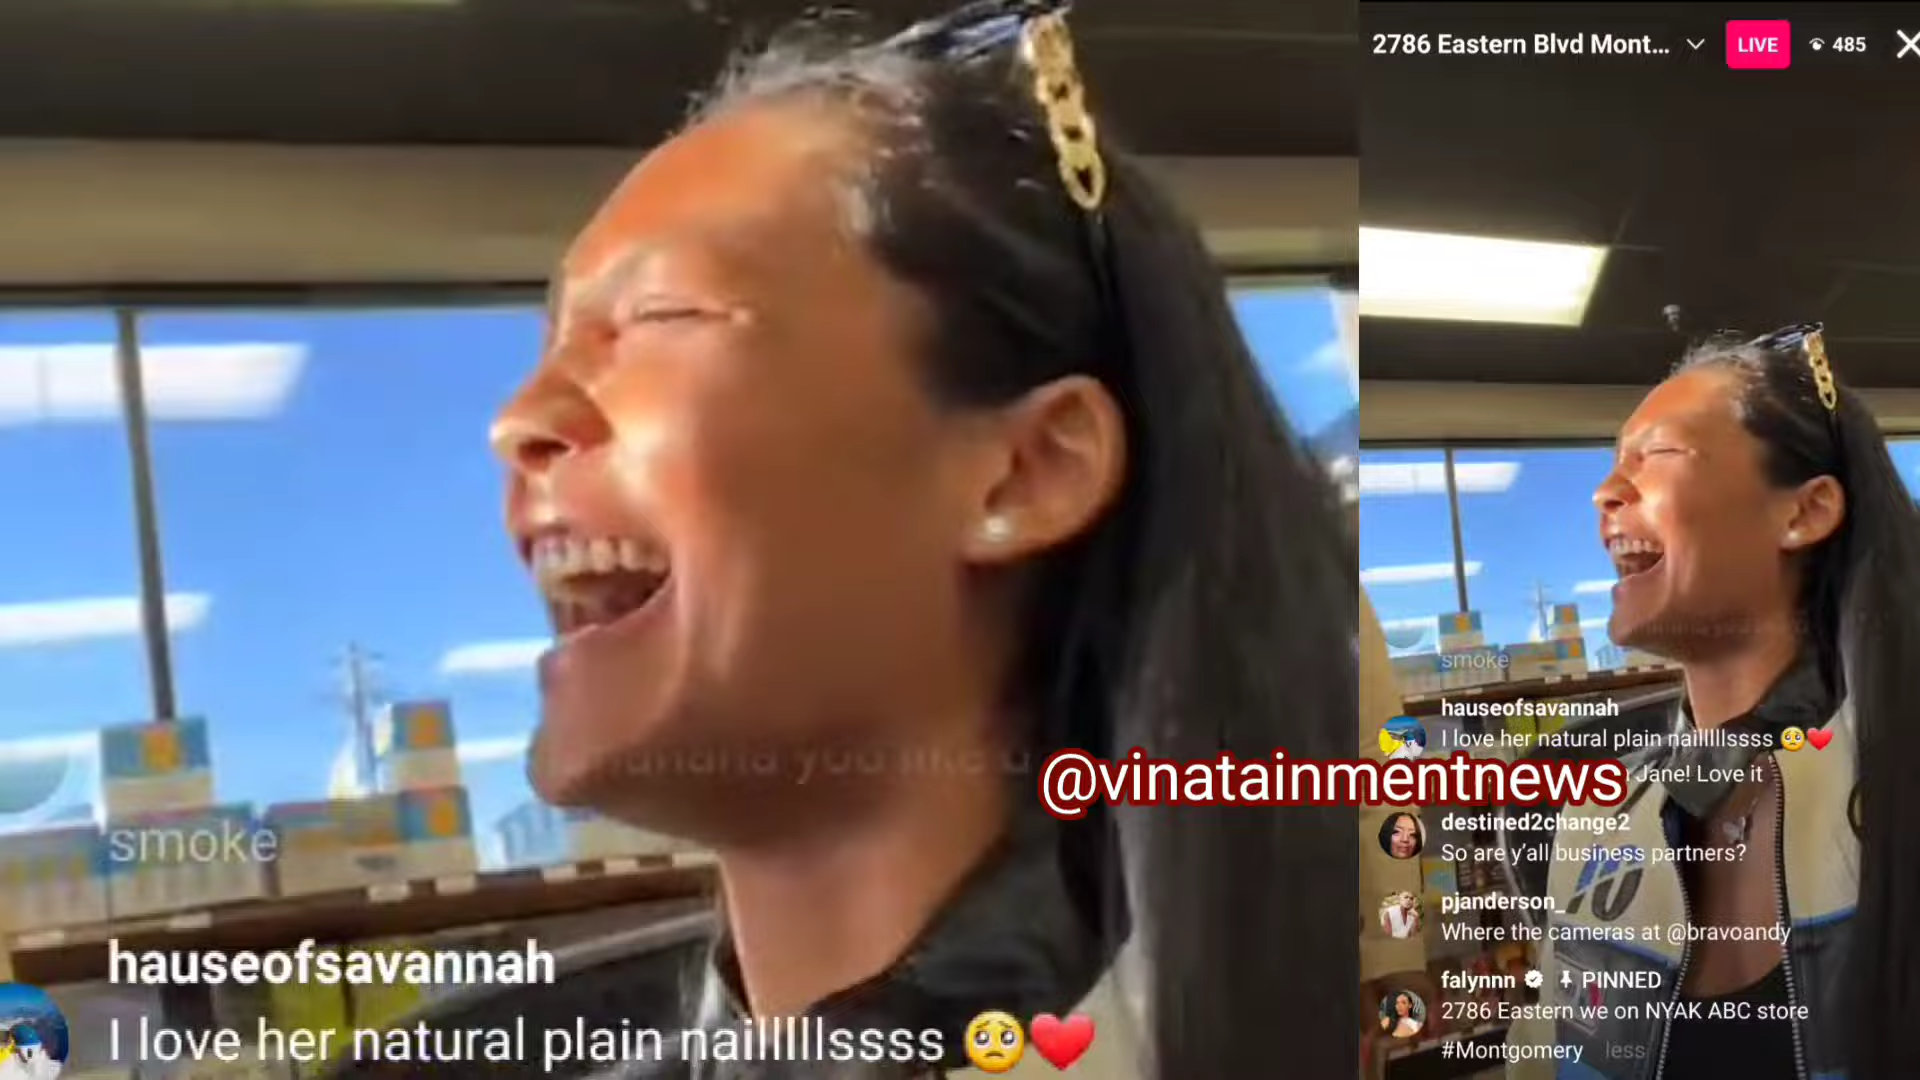 smoke
hauseofsavannah
I love her natural plain naillllllssss 🥺❤️
@vinatainmentnews
2786 Eastern Blvd Mont...
LIVE
485
smoke
hauseofsavannah
I love her natural plain naillllllssss 🥺❤️
Jane! Love it
destined2change2
So are y'all business partners?
pjanderson_
Where the cameras at @bravoandy
falynnn PINNED
2786 Eastern we on NYAK ABC store
#Montgomery less